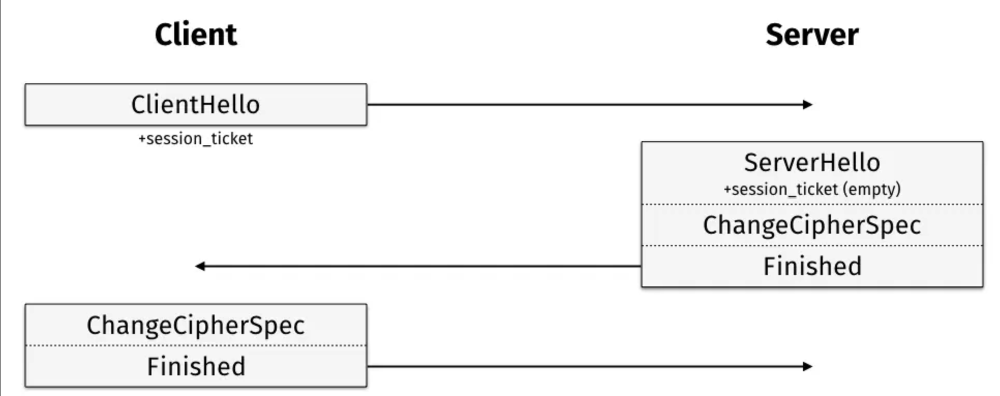 Client
Server
ClientHello
+session_ticket
ServerHello
+session_ticket (empty)
ChangeCipherSpec
Finished
ChangeCipherSpec
Finished